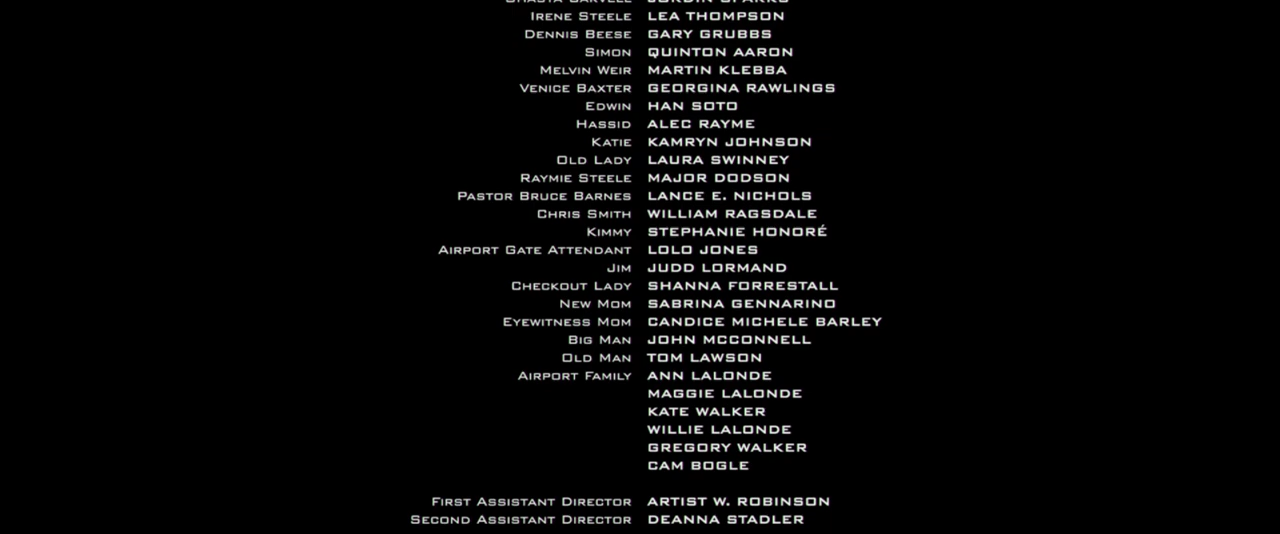 Irene Steele LEA THOMPSON
Dennis Beese GARY GRUBBS
Simon QUINTON AARON
Melvin Weir MARTIN KLEBBA
Venice Baxter GEORGINA RAWLINGS
Edwin HAN SOTO
Hassid ALEC RAYME
Katie KAMRYN JOHNSON
Old Lady LAURA SWINNEY
Raymie Steele MAJOR DODSON
Pastor Bruce Barnes LANCE E. NICHOLS
Chris Smith WILLIAM RAGSDALE
Kimmy STEPHANIE HONORÉ
Airport Gate Attendant LOLO JONES
Jim JUDD LORMAND
Checkout Lady SHANNA FORRESTALL
New Mom SABRINA GENNARINO
Eyewitness Mom CANDICE MICHELE BARLEY
Big Man JOHN MCCONNELL
Old Man TOM LAWSON
Airport Family ANN LALONDE
MAGGIE LALONDE
KATE WALKER
WILLIE LALONDE
GREGORY WALKER
CAM BOGLE
First Assistant Director ARTIST W. ROBINSON
Second Assistant Director DEANNA STADLER